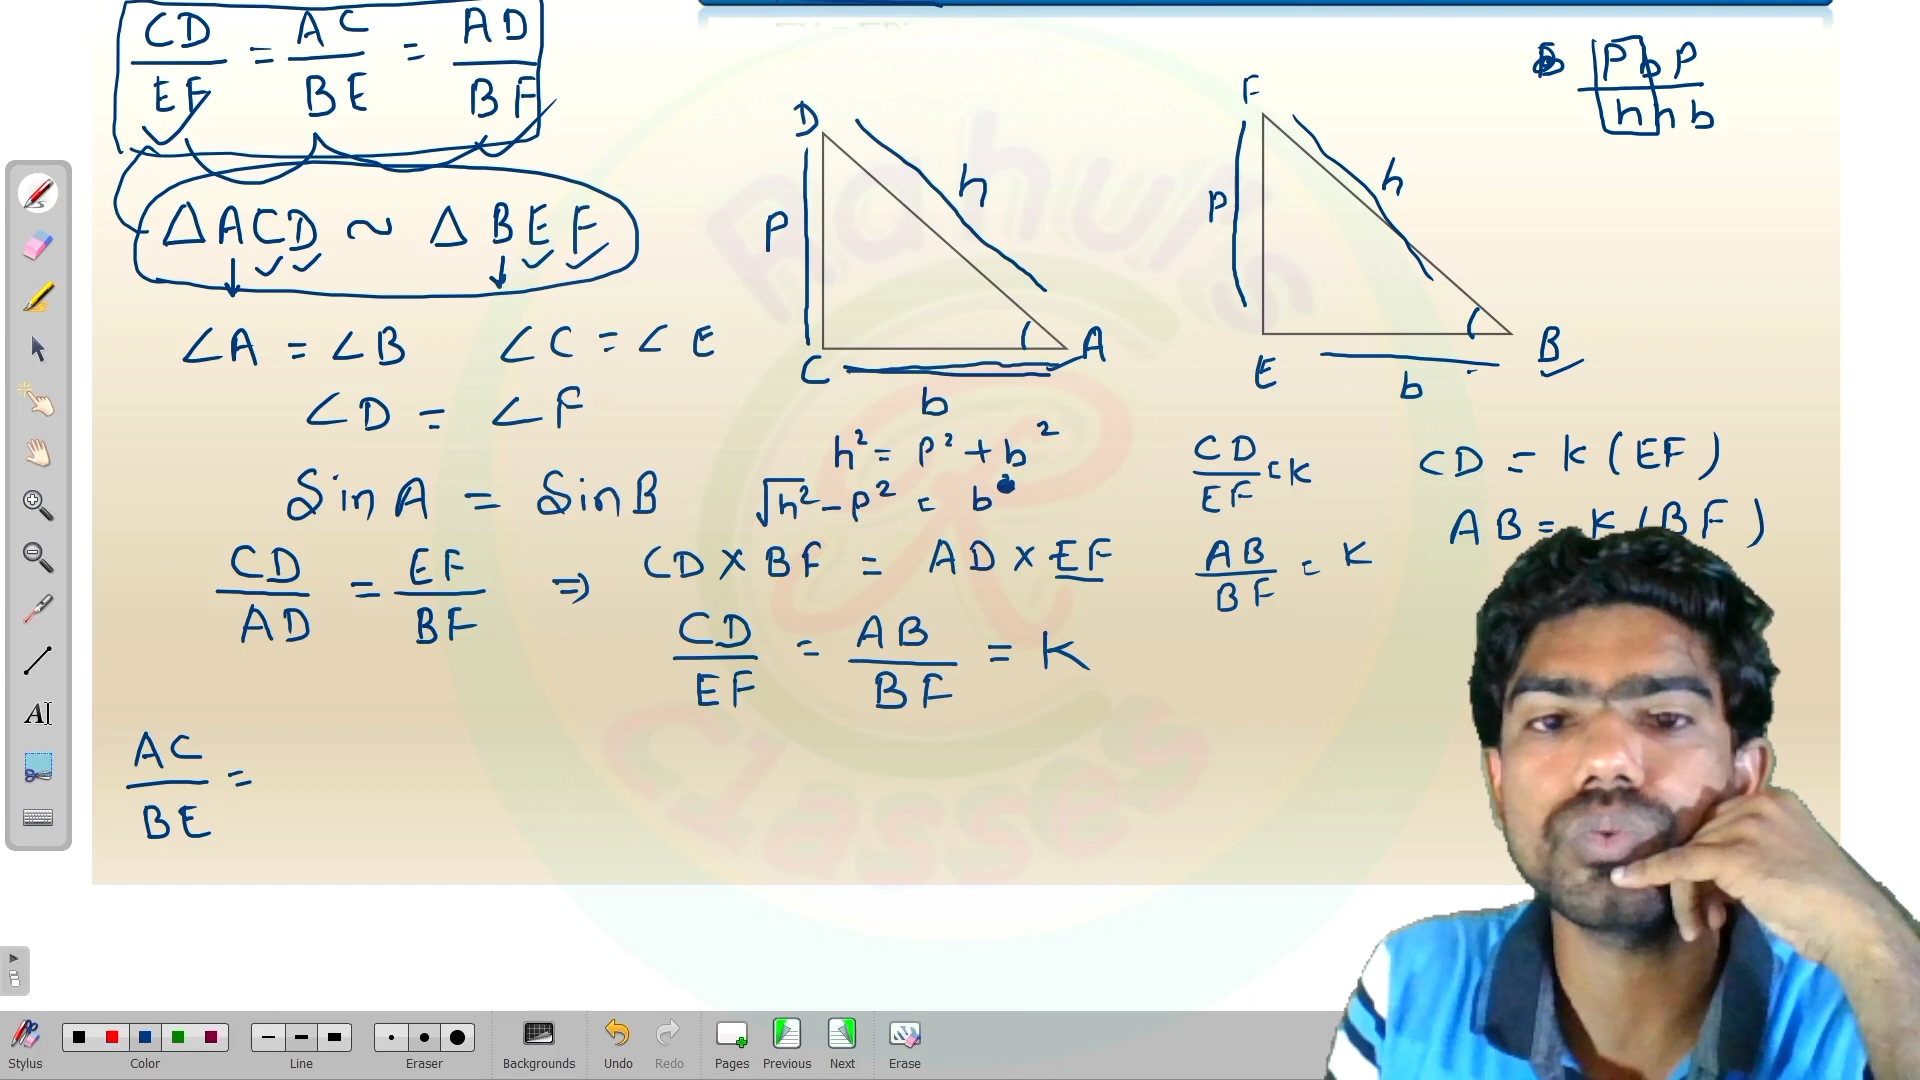 CD/EF = AC/BE = AD/BF
P b P
h h b
ΔACD ~ ΔBEF
D
P
h
C
A
b
F
P
h
E
B
b
∠A = ∠B ∠C = ∠E
∠D = ∠F
h² = P² + b²
√h² - P² = b
Sin A = Sin B
CD/AD = EF/BF ⇒ CD × BF = AD × EF
CD/EF = AB/BF = K
CD/EF = K CD = K (EF)
AB/BF = K AB = K (BF)
AC/BE =
Rahul's
R
Classes
Stylus
Color
Line
Eraser
Backgrounds
Undo
Redo
Pages
Previous
Next
Erase